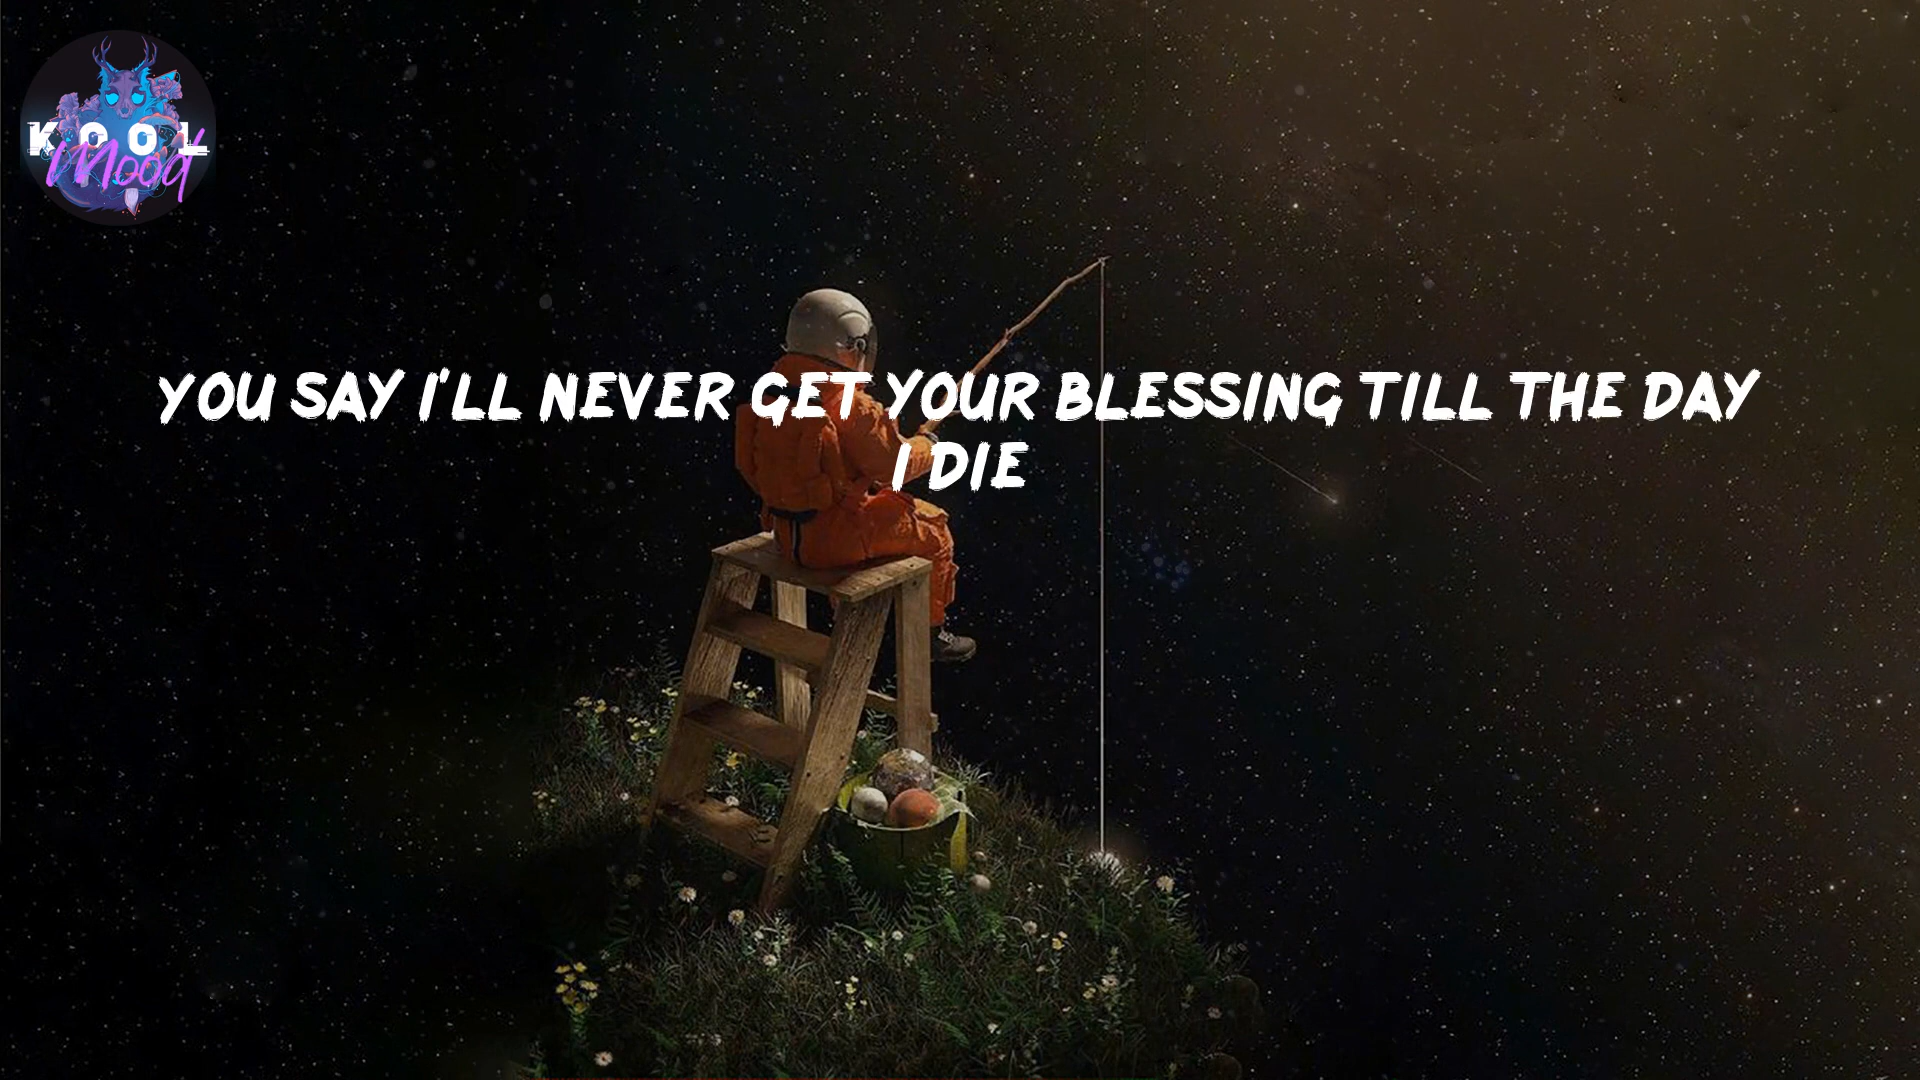 KOOL
Mood
YOU SAY I'LL NEVER GET YOUR BLESSING TILL THE DAY
I DIE